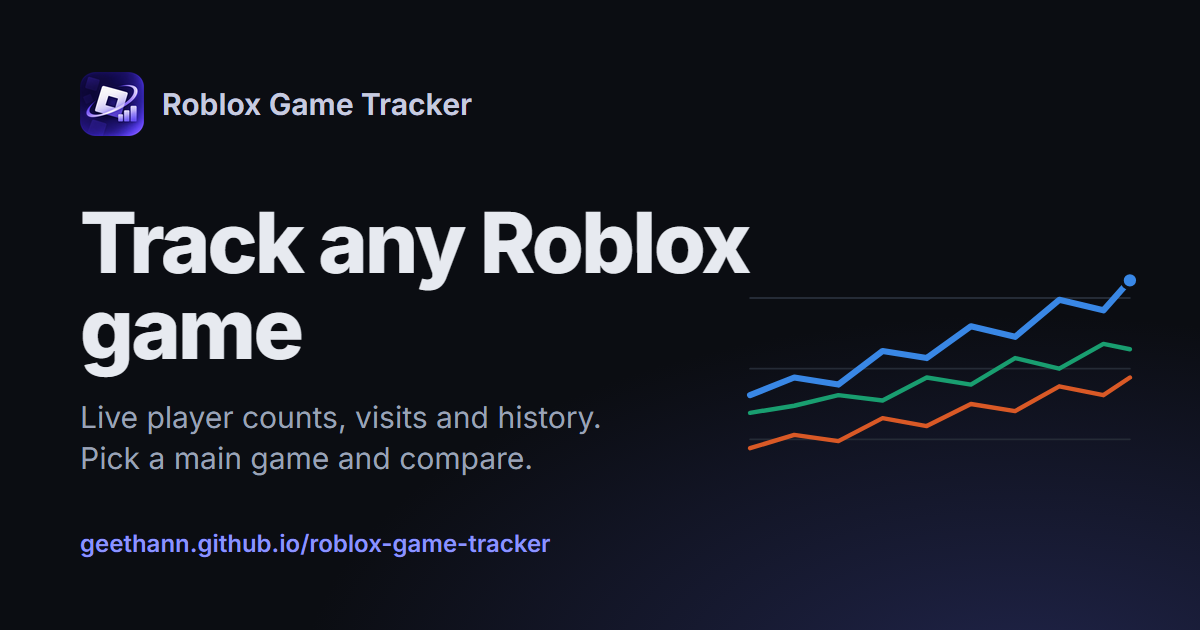 Roblox Game Tracker
Track any Roblox
game
Live player counts, visits and history.
Pick a main game and compare.
geethann.github.io/roblox-game-tracker